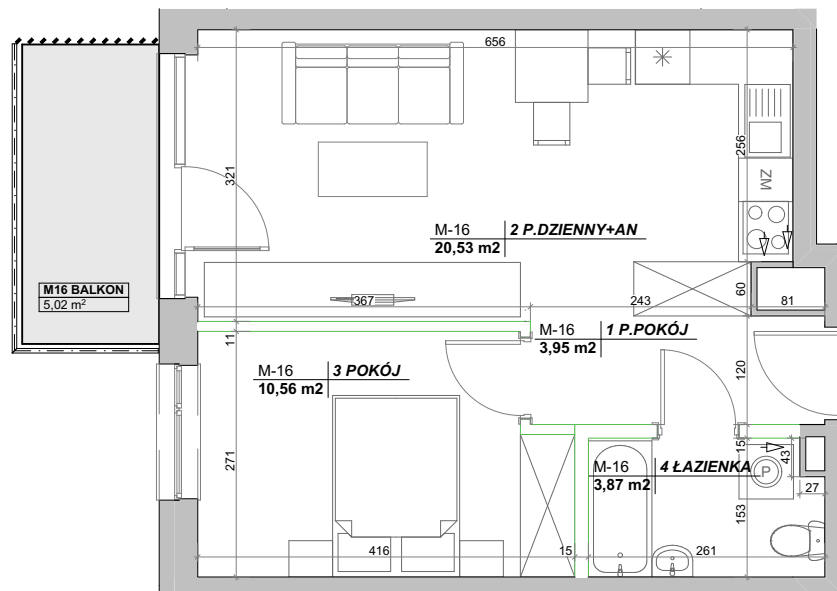 656
321
256
ZM
M-16 2 P.DZIENNY+AN
20,53 m2
M16 BALKON
5,02 m²
367
243
60
81
11
M-16 1 P.POKÓJ
3,95 m2
120
M-16 3 POKÓJ
10,56 m2
271
15
43
M-16 4 ŁAZIENKA
3,87 m2
P
27
153
416
15
261